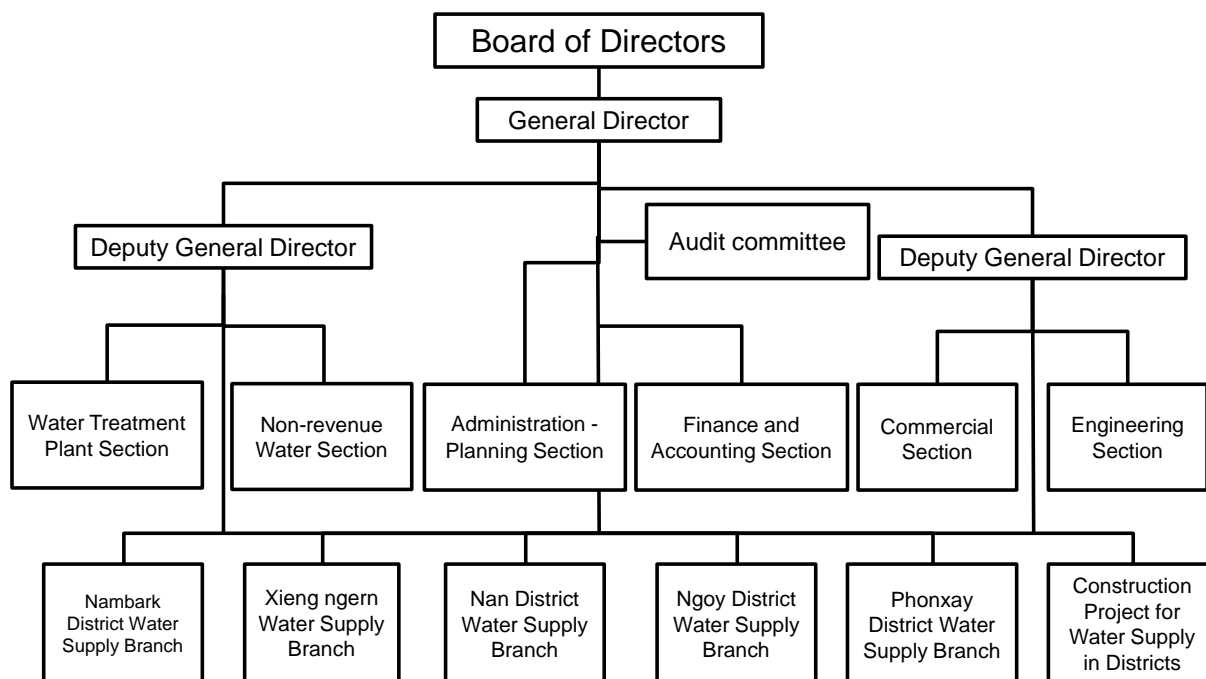 Board of Directors
General Director
Deputy General Director
Audit committee
Deputy General Director
Water Treatment
Plant Section
Non-revenue
Water Section
Administration -
Planning Section
Finance and
Accounting Section
Commercial
Section
Engineering
Section
Nambark
District Water
Supply Branch
Xieng ngern
Water Supply
Branch
Nan District
Water Supply
Branch
Ngoy District
Water Supply
Branch
Phonxay
District Water
Supply Branch
Construction
Project for
Water Supply
in Districts